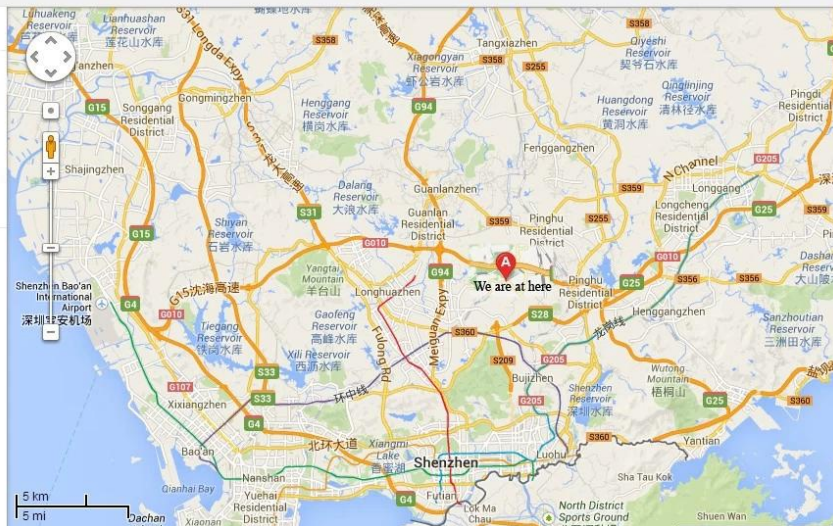 Luhuakeng
Reservoir
Lianhuashan
Reservoir
莲花山水库
S31 Longda Expy
S358
Xiagongyan
Reservoir
虾公岩水库
Tangxiazhen
S358
S255
Qiyeshi
Reservoir
契爷石水库
S358
G15
Songgang
Residential
District
Gongmingzhen
Henggang
Reservoir
横岗水库
G94
Huangdong
Reservoir
黄洞水库
Qinglinjing
Reservoir
清林径水库
Pingdi
Residential
District
Shajingzhen
Fenggangzhen
N Channel
G205
Dalang
Reservoir
大浪水库
Guanlanzhen
S359
S359
Longgang
Longcheng
Residential
District
G25
Shiyan
Reservoir
石岩水库
S31
G010
Guanlan
Residential
District
Pinghu
Residential
District
S255
G15
G010
Shenzhen Bao'an
International
Airport
深圳宝安机场
G4
G15沈海高速
Yangtai
Mountain
羊台山
Longhuazhen
G94
A
We are at here
Pinghu
Residential
District
G25
S356
S356
G010
Tiegang
Reservoir
铁岗水库
Gaofeng
Reservoir
高峰水库
Fulong Rd
Meiguan Expy
S360
S28
龙岗线
Henggangzhen
Sanzhoutian
Reservoir
三洲田水库
Xili Reservoir
西沥水库
S209
G205
Bujizhen
Wutong
Mountain
梧桐山
G107
S33
S33
环中线
G205
Shenzhen
Reservoir
深圳水库
G25
S360
Xixiangzhen
G4
Bao'an
北环大道
Xiangmi
Lake
香蜜湖
Shenzhen
Luohu
S360
Yantian
Qianhai Bay
Nanshan
Yuehai
Residential
District
G4
Futian
Lok Ma
Chau
Sha Tau Kok
North District
Sports Ground
Shuen Wan
5 km
5 mi
Dachan
Xiaonan